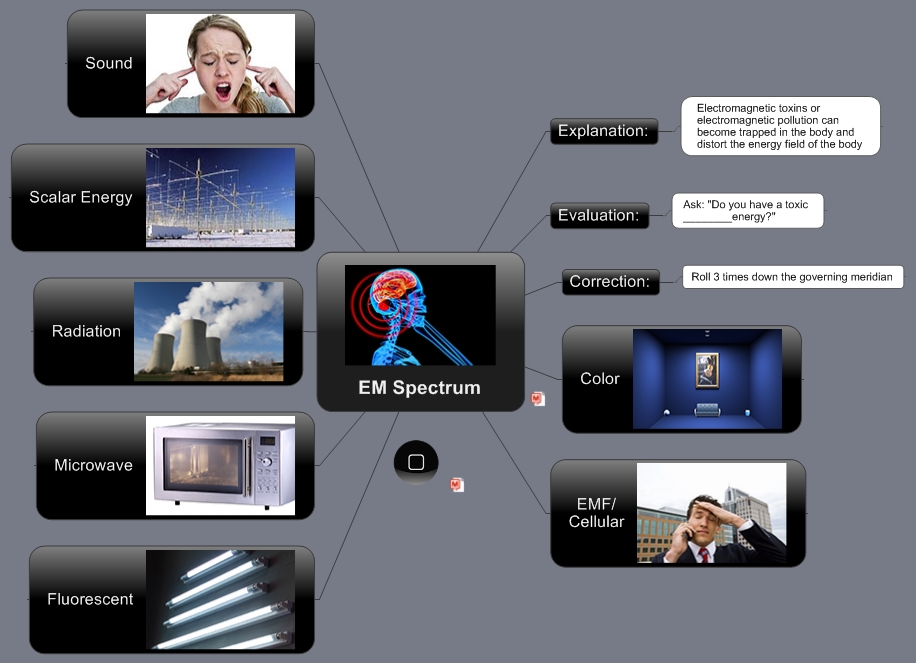 Sound
Scalar Energy
Radiation
Microwave
Fluorescent
EM Spectrum
Explanation:
Electromagnetic toxins or
electromagnetic pollution can
become trapped in the body and
distort the energy field of the body
Evaluation:
Ask: "Do you have a toxic
_________energy?"
Correction:
Roll 3 times down the governing meridian
Color
EMF/
Cellular